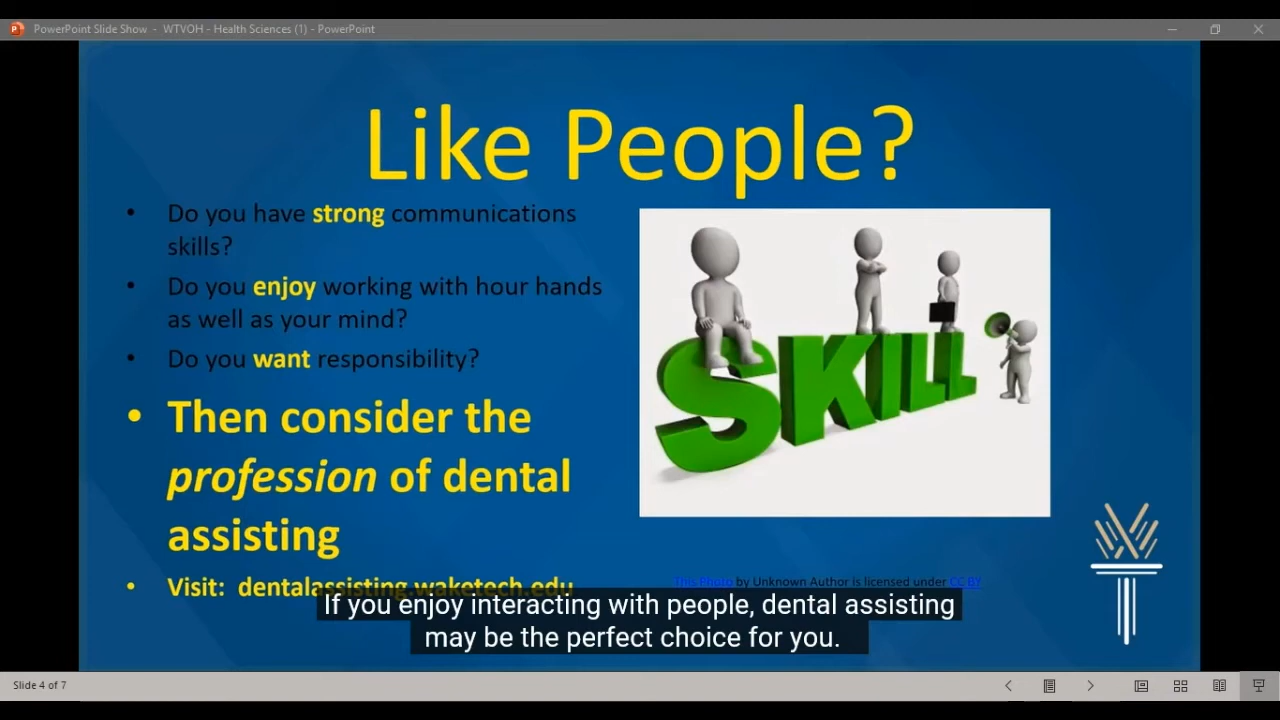 PowerPoint Slide Show - WTVOH - Health Sciences (1) - PowerPoint
Like People?
• Do you have strong communications
skills?
• Do you enjoy working with hour hands
as well as your mind?
• Do you want responsibility?
• Then consider the
profession of dental
assisting
• Visit: dentalassisting.waketech.edu
SKILL
This Photo by Unknown Author is licensed under CC BY
If you enjoy interacting with people, dental assisting
may be the perfect choice for you.
Slide 4 of 7